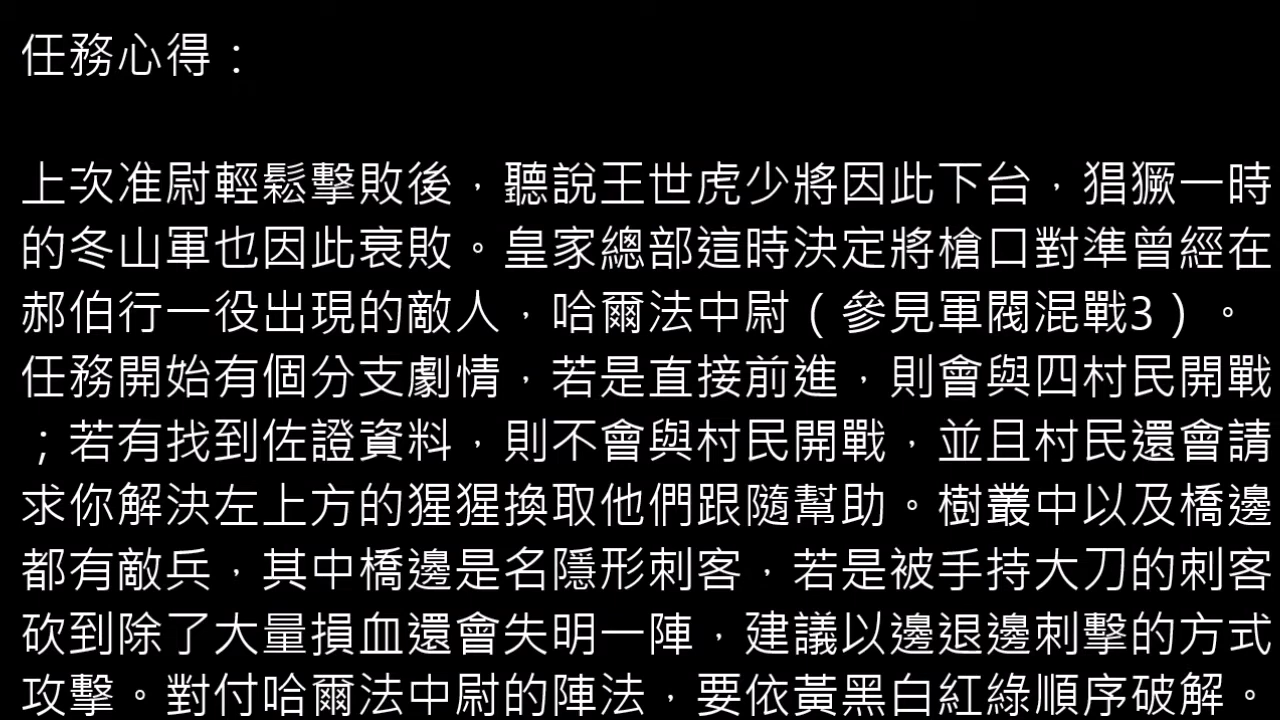 任務心得：
上次准尉輕鬆擊敗後，聽說王世虎少將因此下台，猖獗一時
的冬山軍也因此衰敗。皇家總部這時決定將槍口對準曾經在
郝伯行一役出現的敵人，哈爾法中尉（參見軍閥混戰3）。
任務開始有個分支劇情，若是直接前進，則會與四村民開戰
；若有找到佐證資料，則不會與村民開戰，並且村民還會請
求你解決左上方的猩猩換取他們跟隨幫助。樹叢中以及橋邊
都有敵兵，其中橋邊是名隱形刺客，若是被手持大刀的刺客
砍到除了大量損血還會失明一陣，建議以邊退邊刺擊的方式
攻擊。對付哈爾法中尉的陣法，要依黃黑白紅綠順序破解。